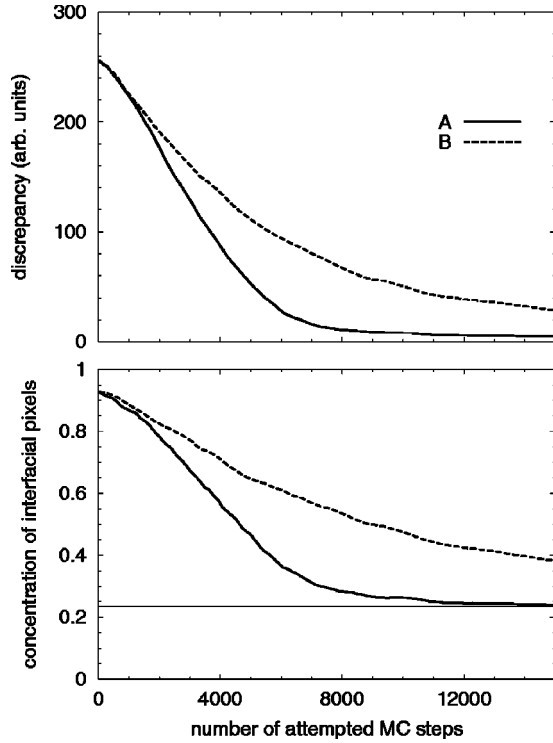 300
200
100
0
discrepancy (arb. units)
A
B
1
0.8
0.6
0.4
0.2
0
concentration of interfacial pixels
0 4000 8000 12000
number of attempted MC steps